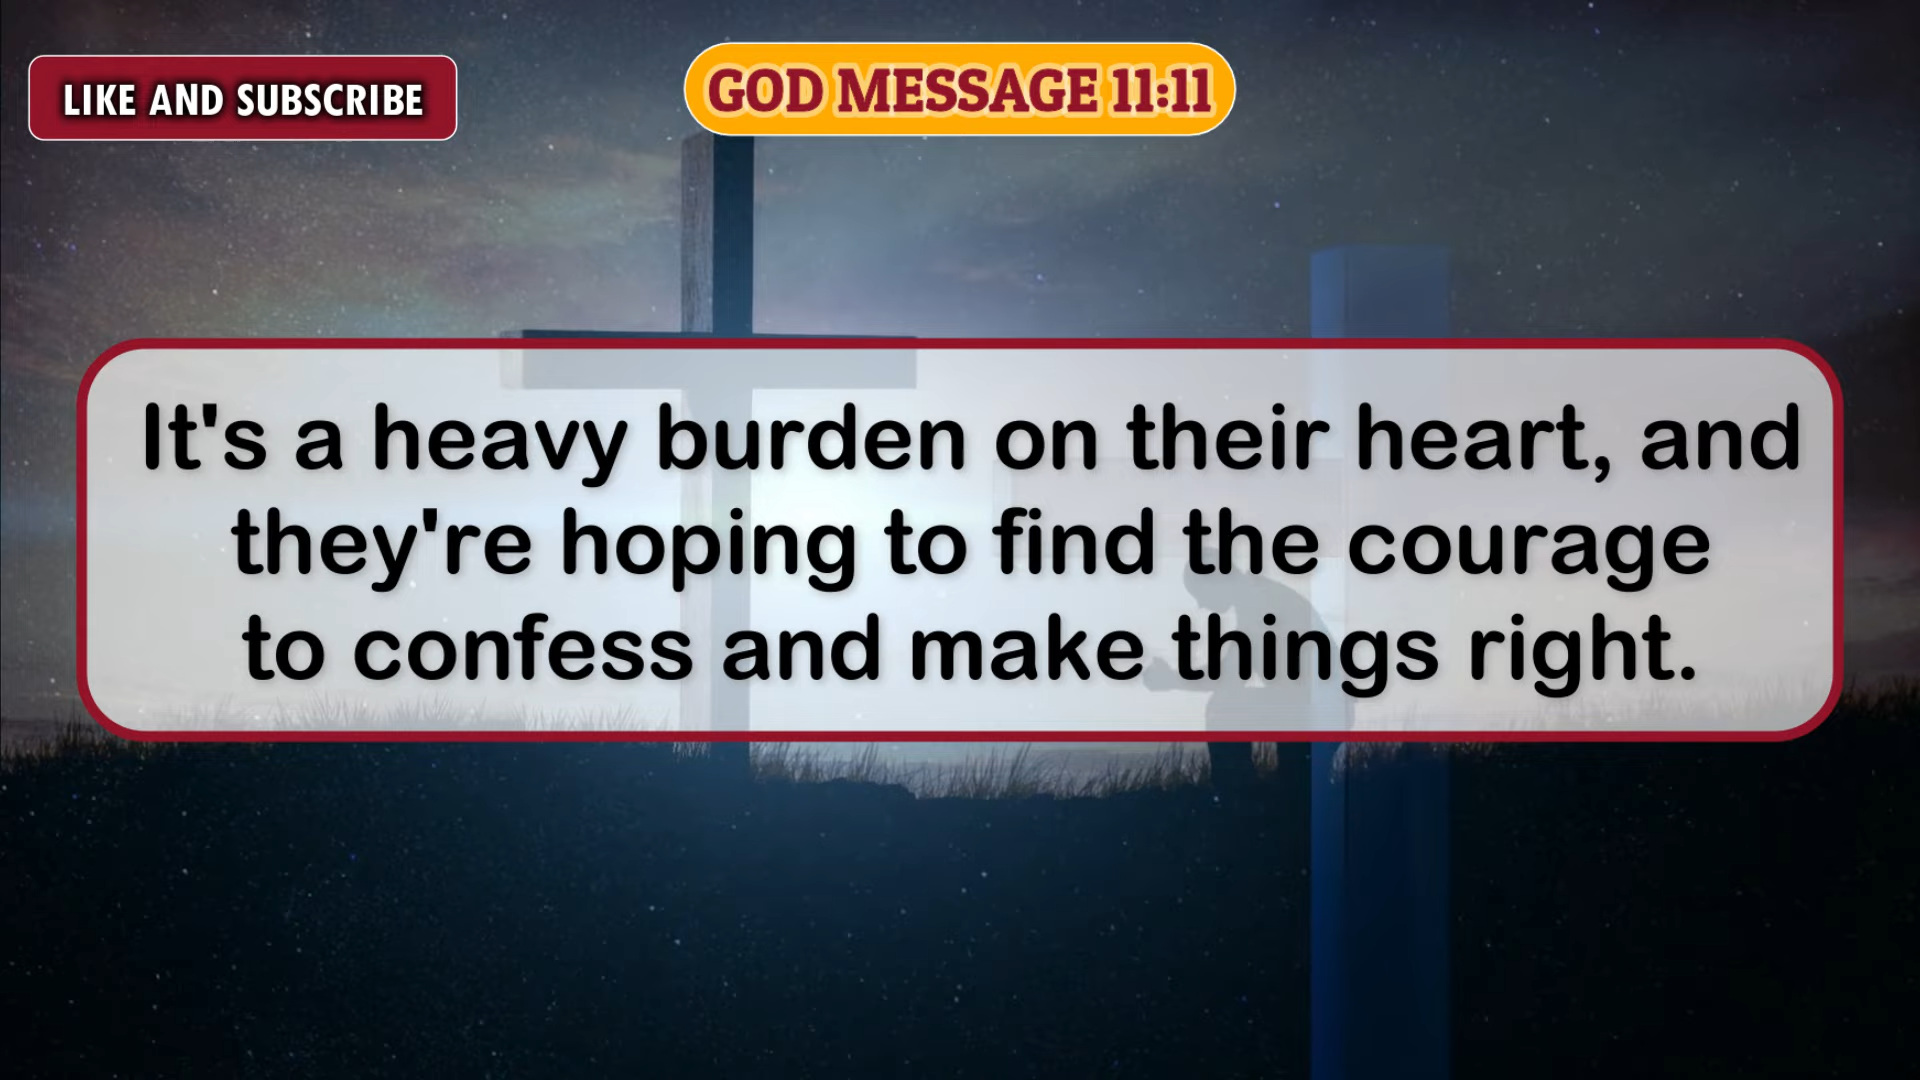 LIKE AND SUBSCRIBE
GOD MESSAGE 11:11
It's a heavy burden on their heart, and
they're hoping to find the courage
to confess and make things right.